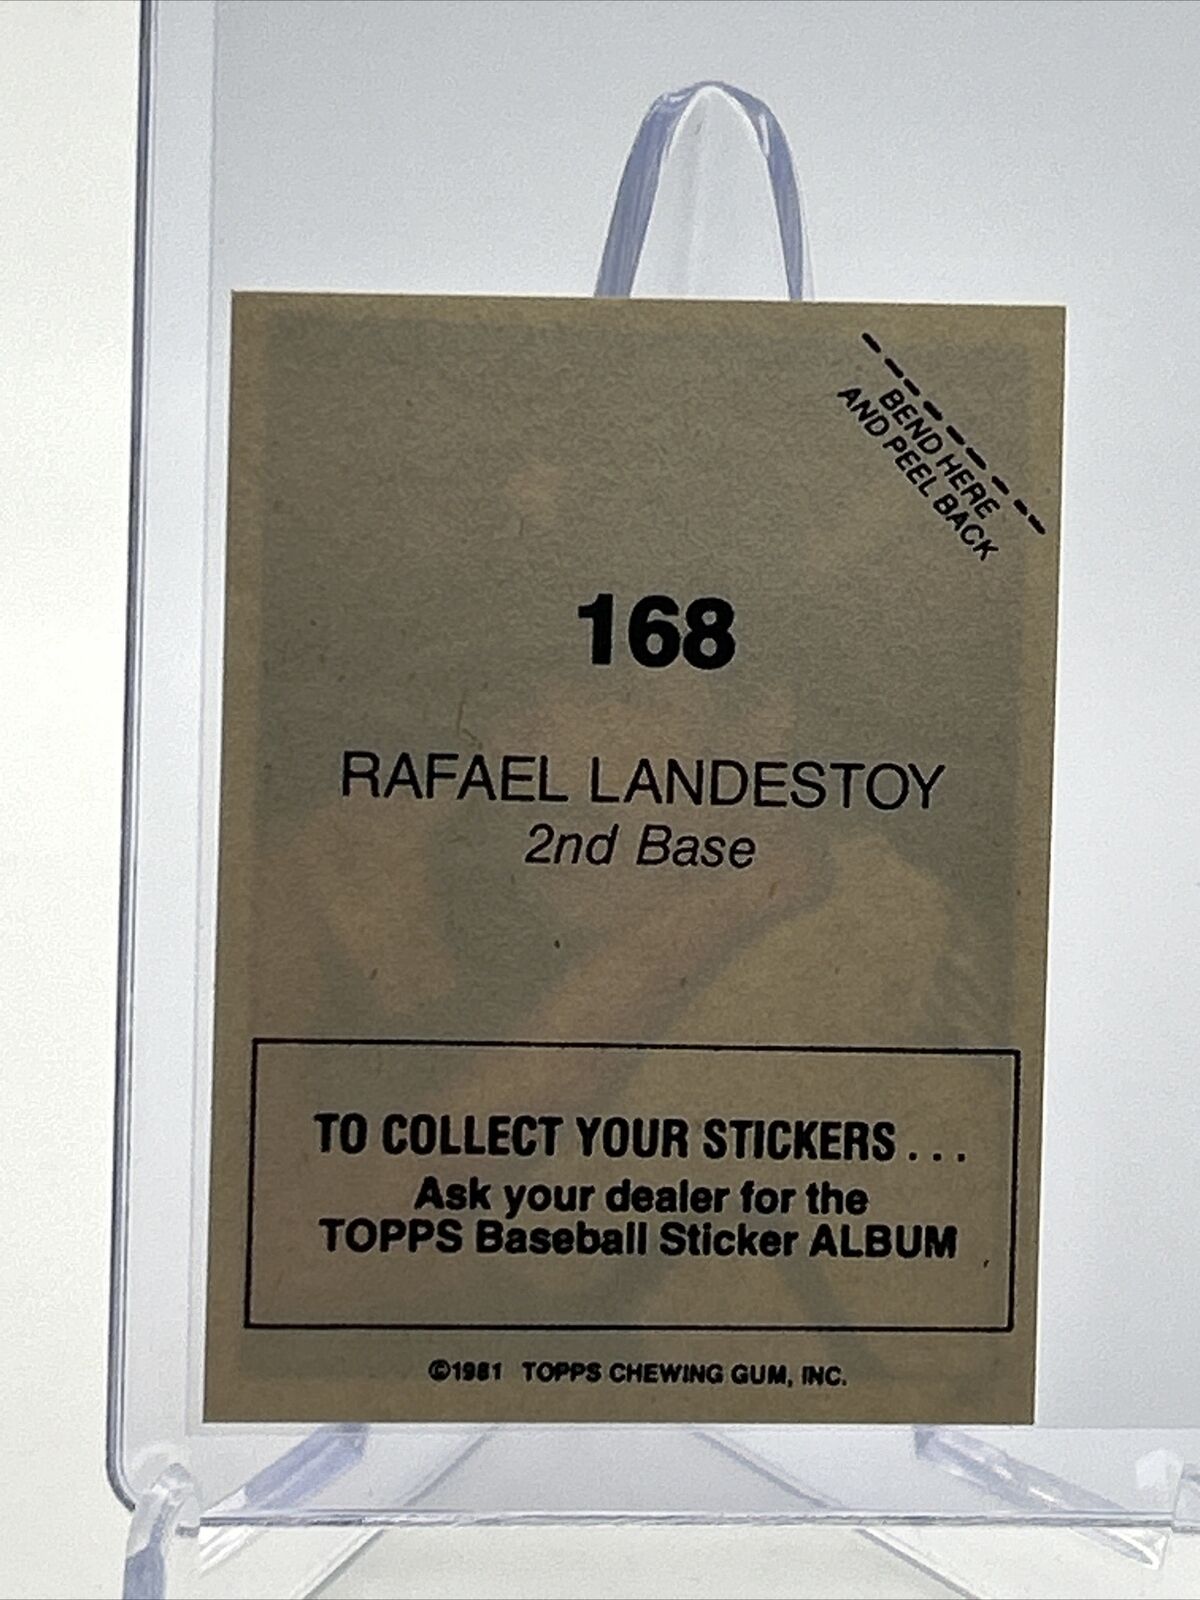 BEND HERE
AND PEEL BACK
168
RAFAEL LANDESTOY
2nd Base
TO COLLECT YOUR STICKERS . . .
Ask your dealer for the
TOPPS Baseball Sticker ALBUM
©1981 TOPPS CHEWING GUM, INC.